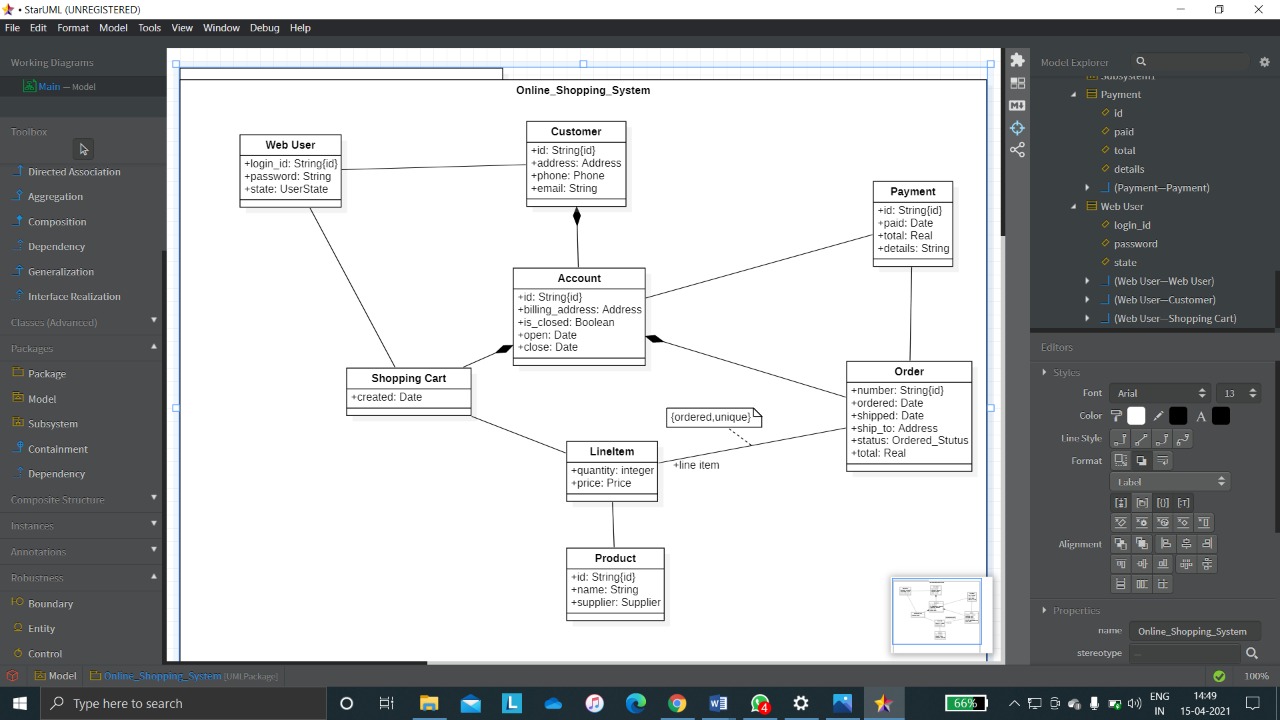 • StarUML (UNREGISTERED)
File Edit Format Model Tools View Window Debug Help
Working Diagrams
Main — Model
Toolbox
Directed Association
Aggregation
Composition
Dependency
Generalization
Interface Realization
Classes (Advanced)
Packages
Package
Model
Subsystem
Containment
Dependency
Composite Structure
Instances
Annotations
Robustness
Boundary
Entity
Control
Online_Shopping_System
Web User
+login_id: String{id}
+password: String
+state: UserState
Customer
+id: String{id}
+address: Address
+phone: Phone
+email: String
Payment
+id: String{id}
+paid: Date
+total: Real
+details: String
Account
+id: String{id}
+billing_address: Address
+is_closed: Boolean
+open: Date
+close: Date
Shopping Cart
+created: Date
Order
+number: String{id}
+ordered: Date
+shipped: Date
+ship_to: Address
+status: Ordered_Stutus
+total: Real
{ordered,unique}
+line item
LineItem
+quantity: integer
+price: Price
Product
+id: String{id}
+name: String
+supplier: Supplier
Model Explorer
Subsystem1
Payment
id
paid
total
details
(Payment—Payment)
Web User
login_id
password
state
(Web User—Web User)
(Web User—Customer)
(Web User—Shopping Cart)
Editors
Styles
Font Arial 13
Color A
Line Style
Format
Label
Alignment
Properties
name Online_Shopping_System
stereotype —
Model Online_Shopping_System [UMLPackage] 100%
Type here to search
66%
ENG
IN
14:49
15-04-2021
4